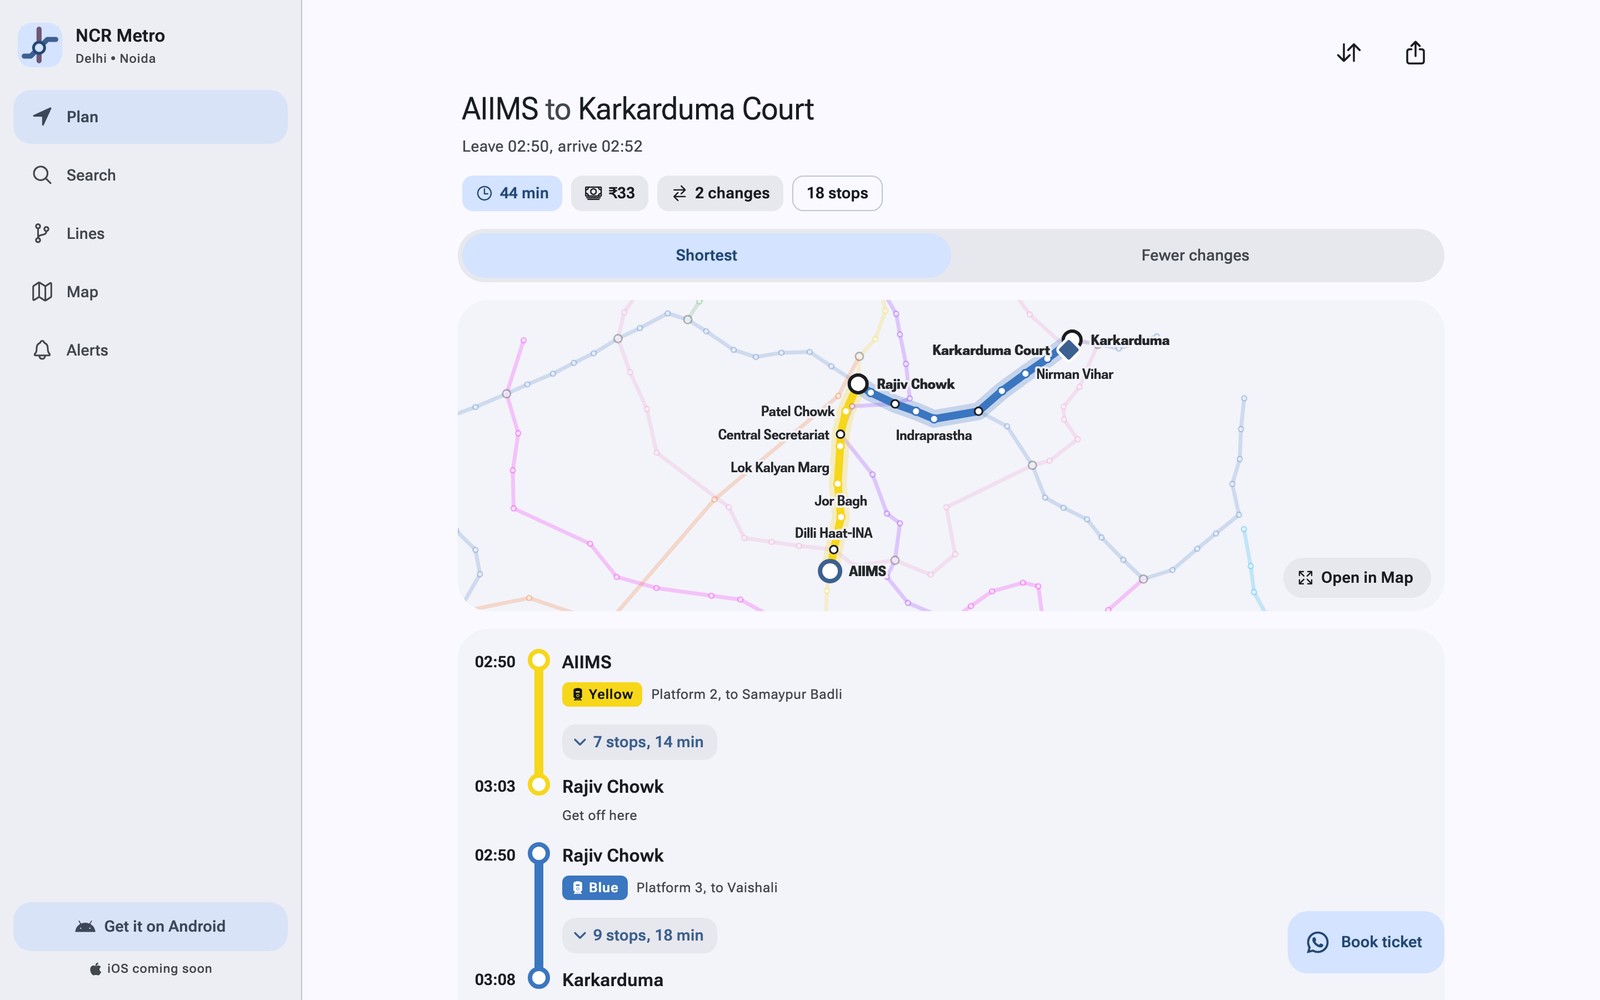 NCR Metro
Delhi • Noida
Plan
Search
Lines
Map
Alerts
Get it on Android
iOS coming soon
AIIMS to Karkarduma Court
Leave 02:50, arrive 02:52
44 min
₹33
2 changes
18 stops
Shortest
Fewer changes
Karkarduma
Karkarduma Court
Nirman Vihar
Rajiv Chowk
Patel Chowk
Central Secretariat
Indraprastha
Lok Kalyan Marg
Jor Bagh
Dilli Haat-INA
AIIMS
Open in Map
02:50 AIIMS
Yellow Platform 2, to Samaypur Badli
7 stops, 14 min
03:03 Rajiv Chowk
Get off here
02:50 Rajiv Chowk
Blue Platform 3, to Vaishali
9 stops, 18 min
03:08 Karkarduma
Book ticket